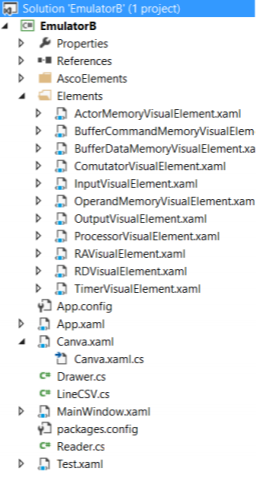 Solution 'EmulatorB' (1 project)
C# EmulatorB
Properties
References
AscoElements
Elements
ActorMemoryVisualElement.xaml
BufferCommandMemoryVisualElem
BufferDataMemoryVisualElement.xa
ComutatorVisualElement.xaml
InputVisualElement.xaml
OperandMemoryVisualElement.xam
OutputVisualElement.xaml
ProcessorVisualElement.xaml
RAVisualElement.xaml
RDVisualElement.xaml
TimerVisualElement.xaml
App.config
App.xaml
Canva.xaml
Canva.xaml.cs
C# Drawer.cs
C# LineCSV.cs
MainWindow.xaml
packages.config
C# Reader.cs
Test.xaml